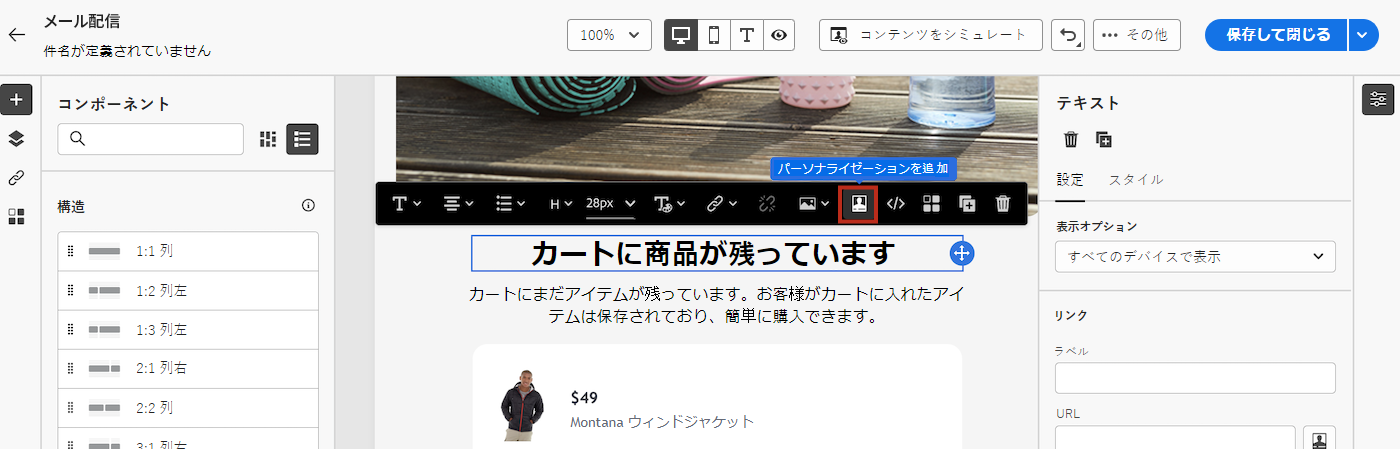 メール配信
件名が定義されていません
100%
コンテンツをシミュレート
その他
保存して閉じる
コンポーネント
構造
1:1 列
1:2 列左
1:3 列左
2:1 列右
2:2 列
3:1 列右
パーソナライゼーションを追加
H
28px
カートに商品が残っています
カートにまだアイテムが残っています。お客様がカートに入れたアイ
テムは保存されており、簡単に購入できます。
$49
Montana ウィンドジャケット
テキスト
設定
スタイル
表示オプション
すべてのデバイスで表示
リンク
ラベル
URL